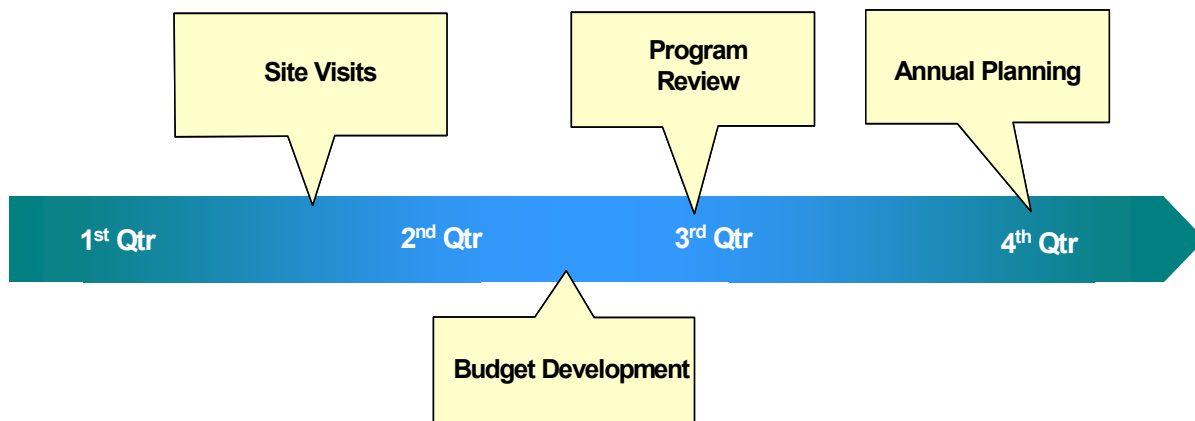 Site Visits
Program
Review
Annual Planning
1st Qtr
2nd Qtr
3rd Qtr
4th Qtr
Budget Development